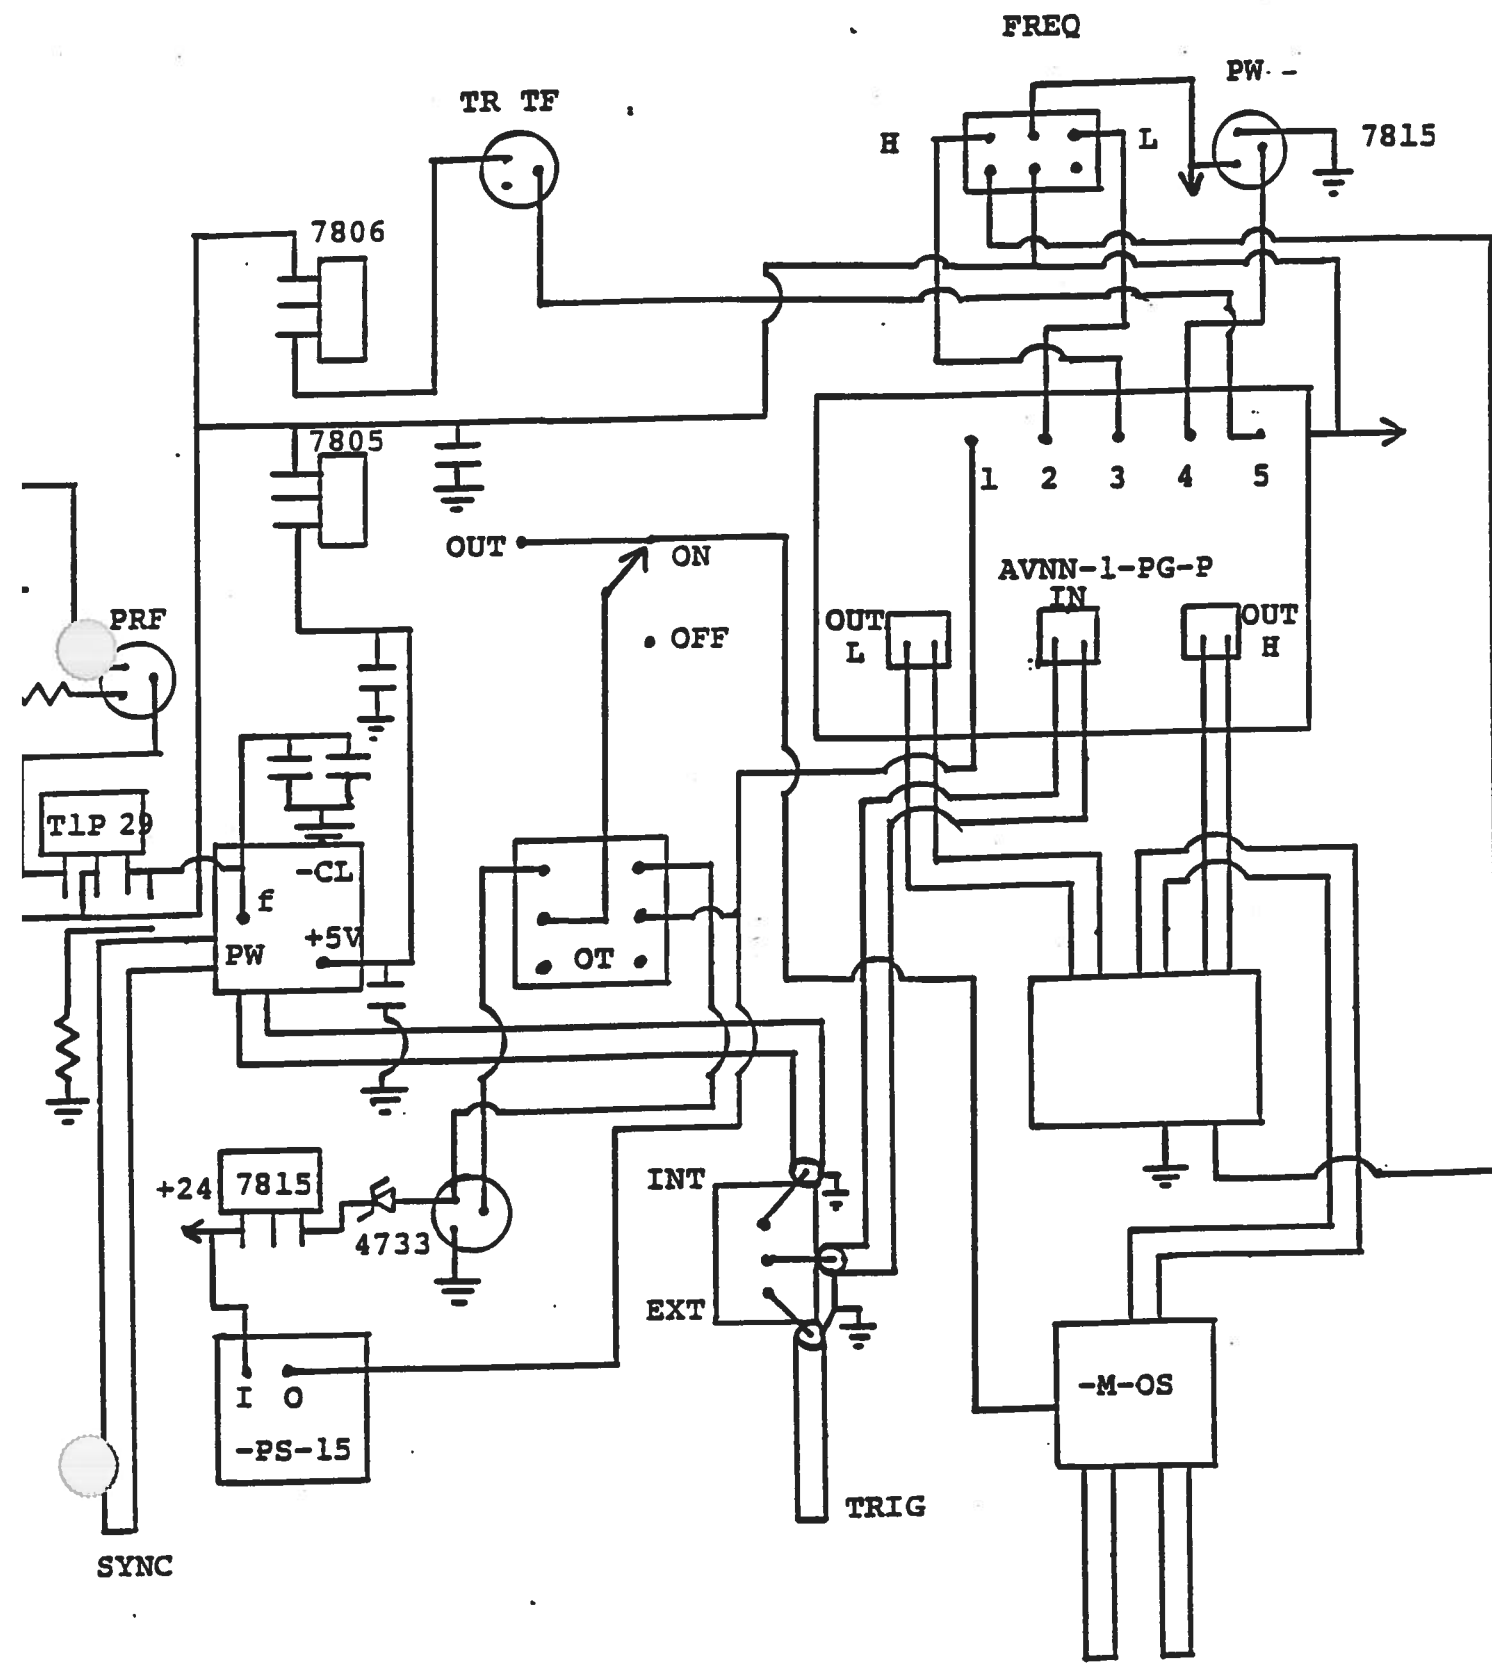 FREQ
PW -
TR TF
H
L
7815
7806
7805
1
2
3
4
5
OUT
ON
AVNN-1-PG-P
IN
OUT
L
OUT
H
OFF
PRF
T1P 29
-CL
f
+5V
PW
OT
INT
+24
7815
4733
EXT
I O
-PS-15
-M-OS
TRIG
SYNC